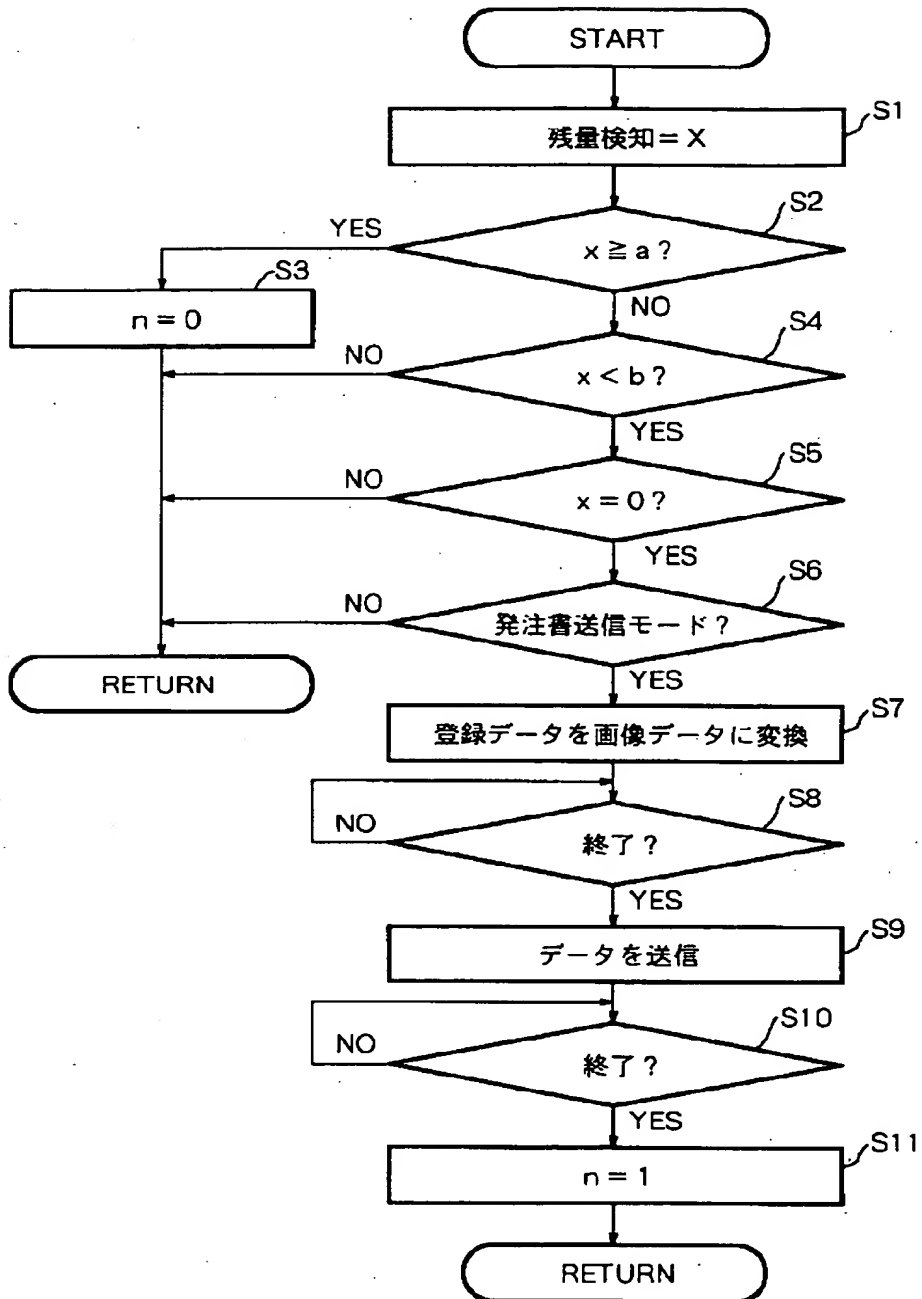 START
S1
残量検知=X
S2
YES
x≧a?
S3
n=0
NO
S4
NO
x<b?
YES
S5
NO
x=0?
YES
S6
NO
発注書送信モード?
RETURN
YES
S7
登録データを画像データに変換
S8
NO
終了?
YES
S9
データを送信
S10
NO
終了?
YES
S11
n=1
RETURN